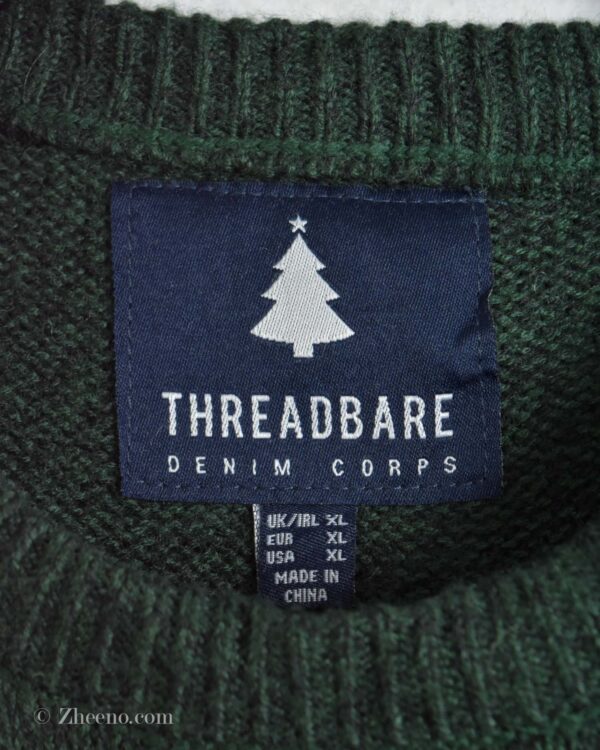 THREADBARE
DENIM CORPS
UK/IRL XL
EUR XL
USA XL
MADE IN
CHINA
© Zheeno.com